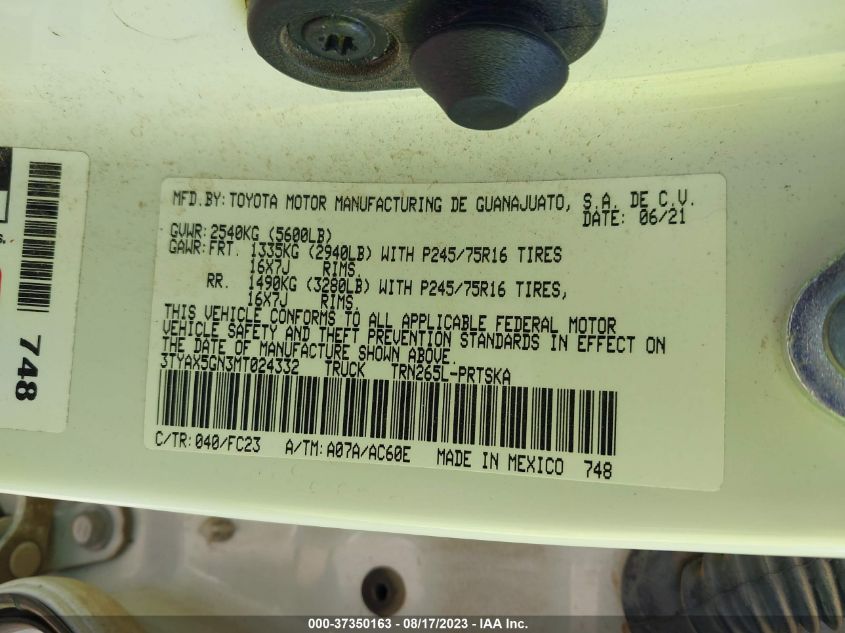 MFD.BY:TOYOTA MOTOR MANUFACTURING DE GUANAJUATO, S.A. DE C.V.
DATE: 06/21
GVWR:2540KG (5600LB)
GAWR:FRT. 1335KG (2940LB) WITH P245/75R16 TIRES
16X7J RIMS,
RR. 1490KG (3280LB) WITH P245/75R16 TIRES,
16X7J RIMS.
THIS VEHICLE CONFORMS TO ALL APPLICABLE FEDERAL MOTOR
VEHICLE SAFETY AND THEFT PREVENTION STANDARDS IN EFFECT ON
THE DATE OF MANUFACTURE SHOWN ABOVE.
3TYAX5GN3MT024332 TRUCK TRN265L-PRTSKA
C/TR:040/FC23 A/TM:A07A/AC60E MADE IN MEXICO 748
748
000-37350163 - 08/17/2023 - IAA Inc.